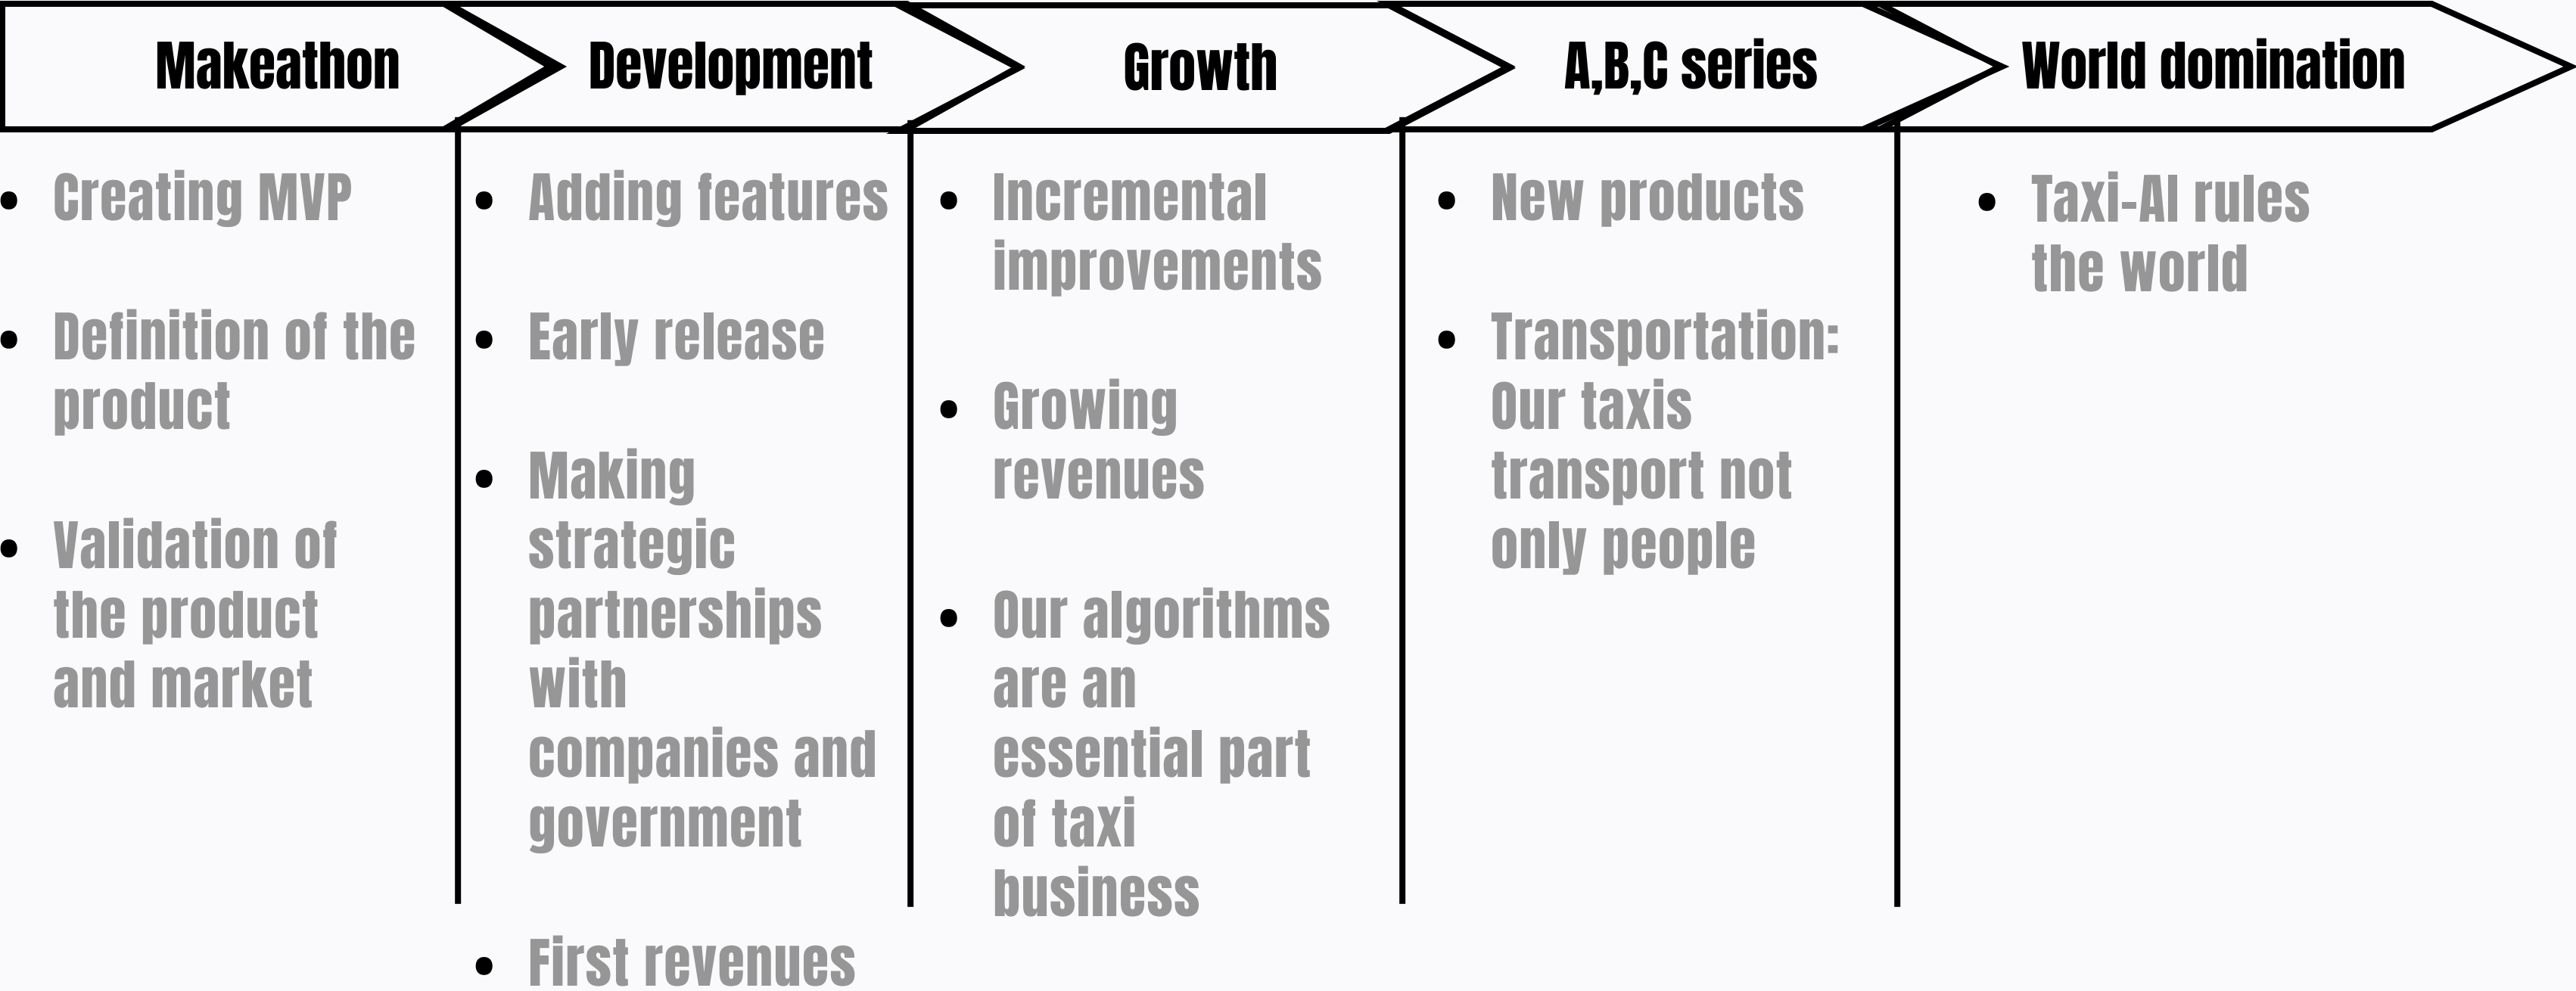 Makeathon
Development
Growth
A,B,C series
World domination
Creating MVP
Definition of the
product
Validation of
the product
and market
Adding features
Early release
Making
strategic
partnerships
with
companies and
government
First revenues
Incremental
improvements
Growing
revenues
Our algorithms
are an
essential part
of taxi
business
New products
Transportation:
Our taxis
transport not
only people
Taxi-AI rules
the world